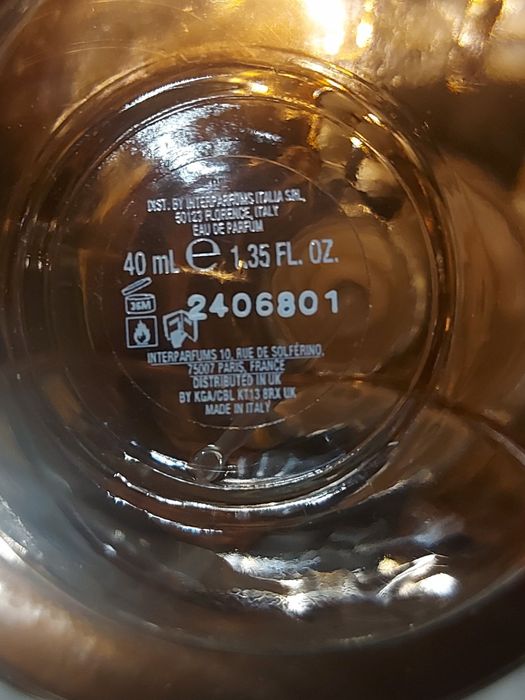 DIST. BY INTERPARFUMS ITALIA SRL,
50123 FLORENCE, ITALY
EAU DE PARFUM
40 mL ℮ 1.35 FL. OZ.
36M
2406801
INTERPARFUMS 10, RUE DE SOLFÉRINO,
75007 PARIS, FRANCE
DISTRIBUTED IN UK
BY KGA/CBL KT13 8RX UK
MADE IN ITALY